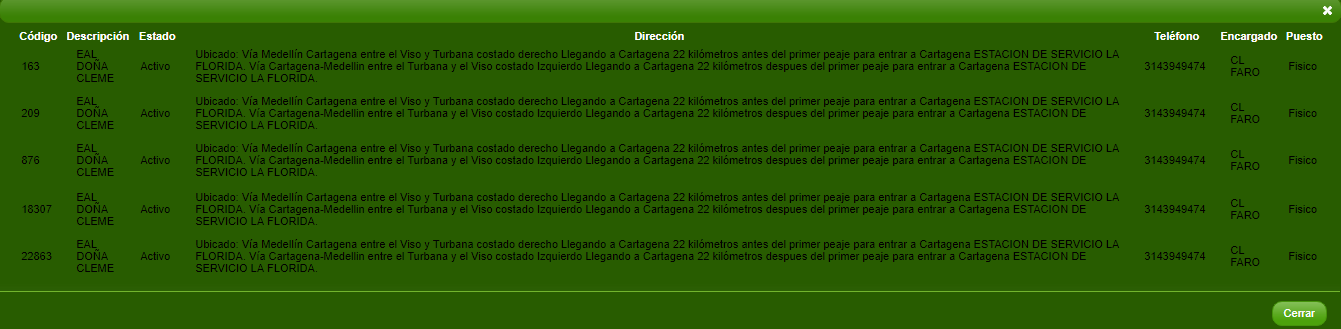 Código Descripción Estado Dirección Teléfono Encargado Puesto
163 EAL DOÑA CLEME Activo Ubicado: Vía Medellín Cartagena entre el Viso y Turbana costado derecho Llegando a Cartagena 22 kilómetros antes del primer peaje para entrar a Cartagena ESTACION DE SERVICIO LA
FLORIDA. Vía Cartagena-Medellin entre el Turbana y el Viso costado Izquierdo Llegando a Cartagena 22 kilómetros despues del primer peaje para entrar a Cartagena ESTACION DE
SERVICIO LA FLORIDA. 3143949474 CL FARO Fisico
209 EAL DOÑA CLEME Activo Ubicado: Vía Medellín Cartagena entre el Viso y Turbana costado derecho Llegando a Cartagena 22 kilómetros antes del primer peaje para entrar a Cartagena ESTACION DE SERVICIO LA
FLORIDA. Vía Cartagena-Medellin entre el Turbana y el Viso costado Izquierdo Llegando a Cartagena 22 kilómetros despues del primer peaje para entrar a Cartagena ESTACION DE
SERVICIO LA FLORIDA. 3143949474 CL FARO Fisico
876 EAL DOÑA CLEME Activo Ubicado: Vía Medellín Cartagena entre el Viso y Turbana costado derecho Llegando a Cartagena 22 kilómetros antes del primer peaje para entrar a Cartagena ESTACION DE SERVICIO LA
FLORIDA. Vía Cartagena-Medellin entre el Turbana y el Viso costado Izquierdo Llegando a Cartagena 22 kilómetros despues del primer peaje para entrar a Cartagena ESTACION DE
SERVICIO LA FLORIDA. 3143949474 CL FARO Fisico
18307 EAL DOÑA CLEME Activo Ubicado: Vía Medellín Cartagena entre el Viso y Turbana costado derecho Llegando a Cartagena 22 kilómetros antes del primer peaje para entrar a Cartagena ESTACION DE SERVICIO LA
FLORIDA. Vía Cartagena-Medellin entre el Turbana y el Viso costado Izquierdo Llegando a Cartagena 22 kilómetros despues del primer peaje para entrar a Cartagena ESTACION DE
SERVICIO LA FLORIDA. 3143949474 CL FARO Fisico
22863 EAL DOÑA CLEME Activo Ubicado: Vía Medellín Cartagena entre el Viso y Turbana costado derecho Llegando a Cartagena 22 kilómetros antes del primer peaje para entrar a Cartagena ESTACION DE SERVICIO LA
FLORIDA. Vía Cartagena-Medellin entre el Turbana y el Viso costado Izquierdo Llegando a Cartagena 22 kilómetros despues del primer peaje para entrar a Cartagena ESTACION DE
SERVICIO LA FLORIDA. 3143949474 CL FARO Fisico
Cerrar